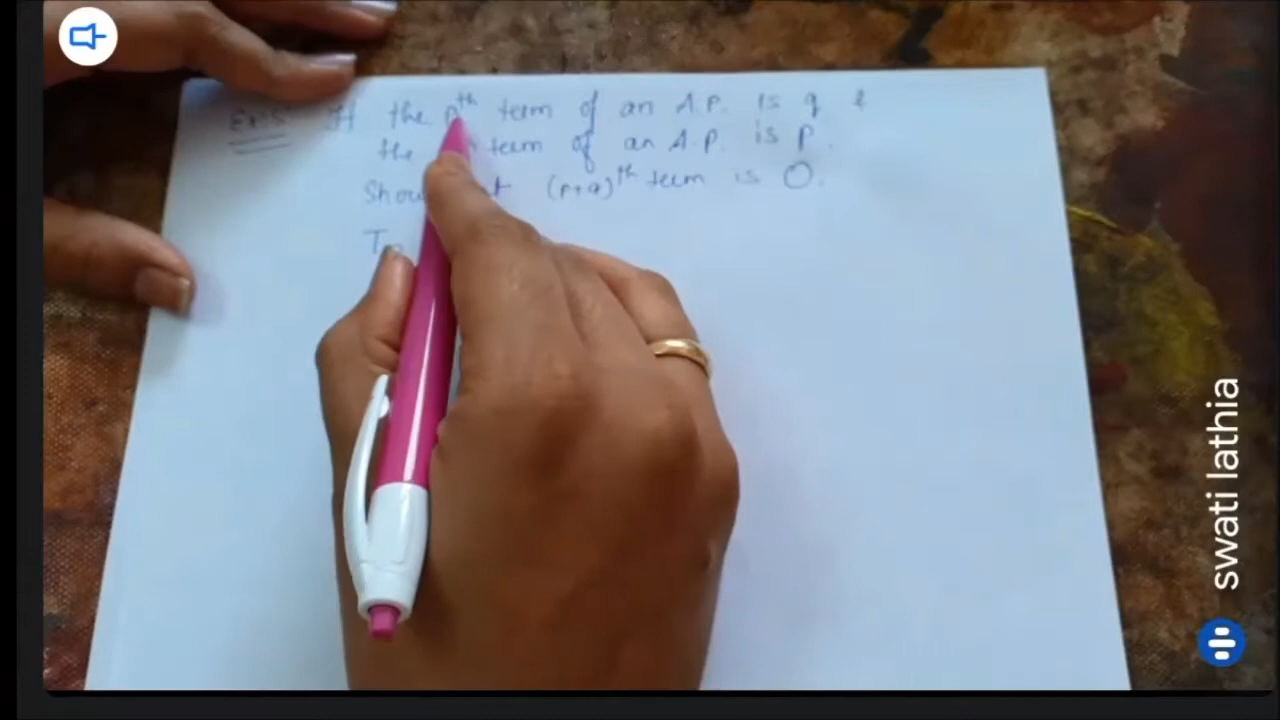 Ex:5 If the pth term of an A.P. is q &
the term of an A.P. is p.
Show (p+q)th term is 0.
swati lathia